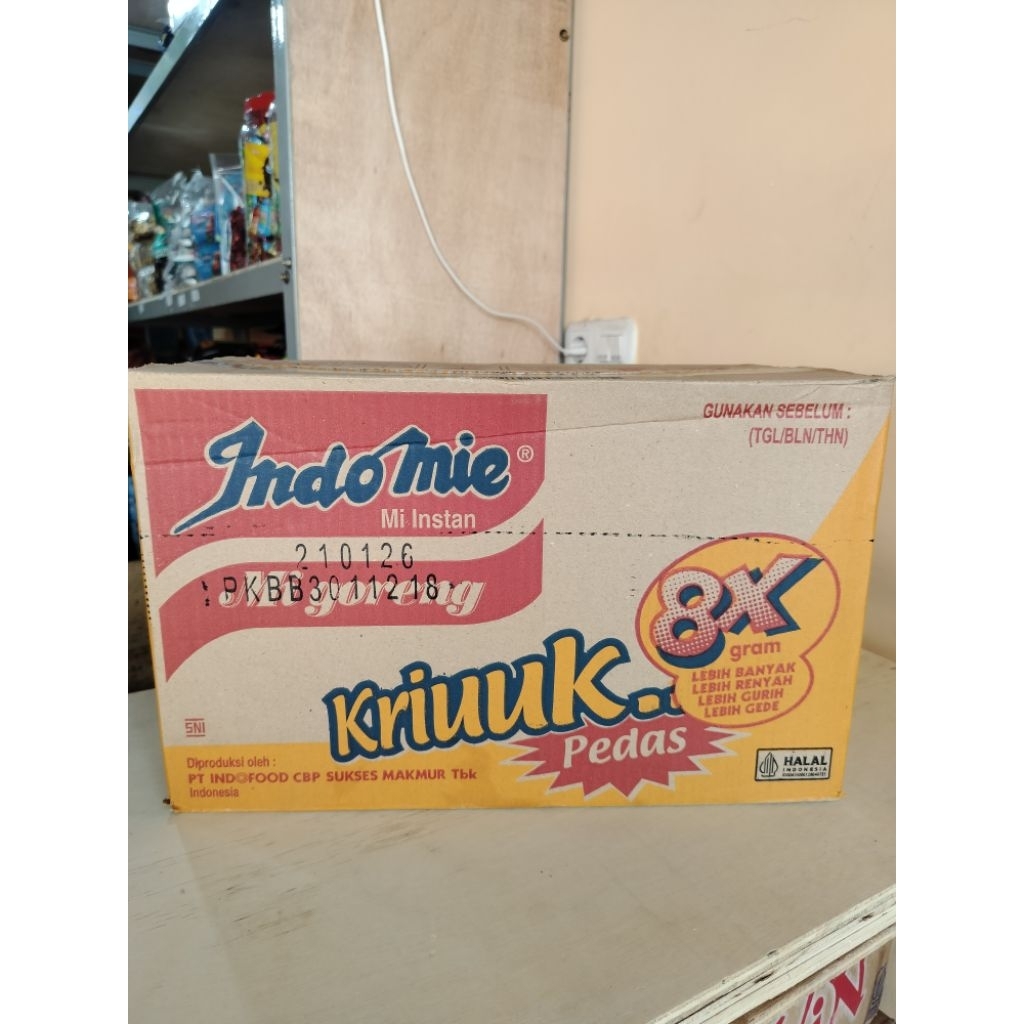 Indomie®
Mi Instan
GUNAKAN SEBELUM :
(TGL/BLN/THN)
210126
Mi goreng
: PKBB3011218
8x
gram
LEBIH BANYAK
LEBIH RENYAH
LEBIH GURIH
LEBIH GEDE
Kriuuk..
Pedas
SNI
Diproduksi oleh :
PT INDOFOOD CBP SUKSES MAKMUR Tbk
Indonesia
HALAL
INDONESIA